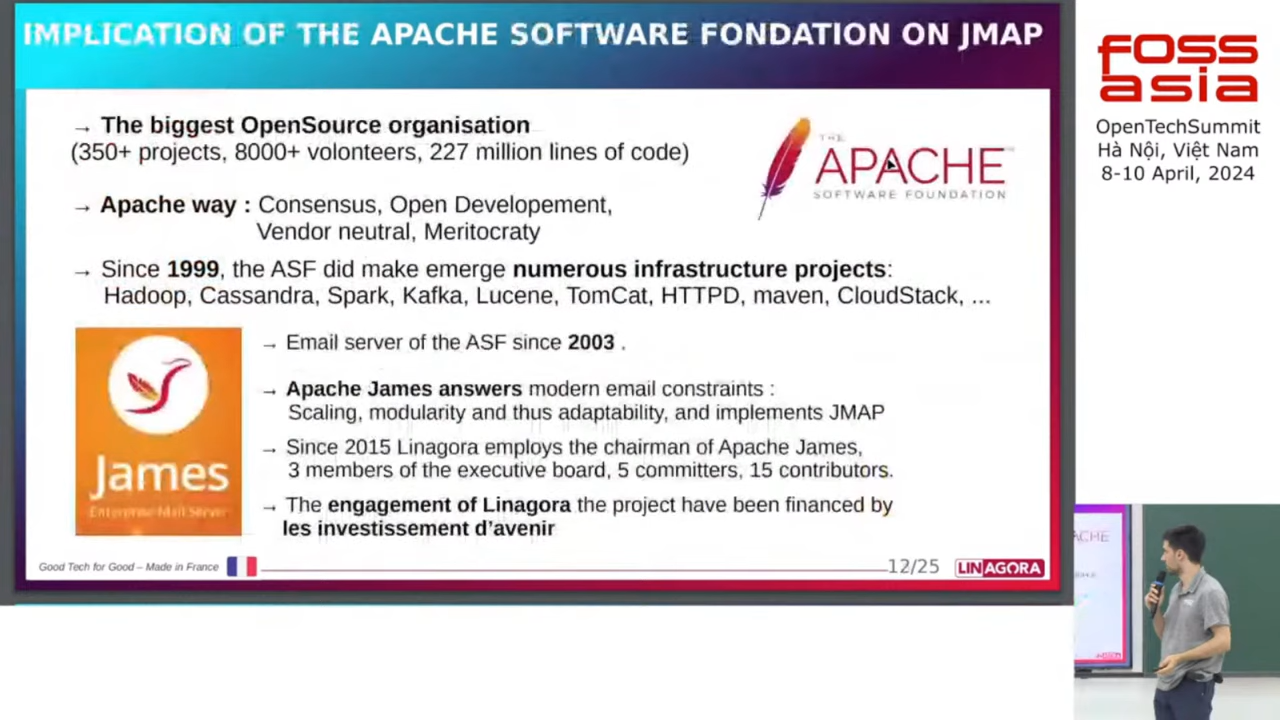 IMPLICATION OF THE APACHE SOFTWARE FONDATION ON JMAP
→ The biggest OpenSource organisation
(350+ projects, 8000+ volunteers, 227 million lines of code)
→ Apache way : Consensus, Open Developement,
Vendor neutral, Meritocraty
THE
APACHE
SOFTWARE FOUNDATION
→ Since 1999, the ASF did make emerge numerous infrastructure projects:
Hadoop, Cassandra, Spark, Kafka, Lucene, TomCat, HTTPD, maven, CloudStack, ...
James
Enterprise Mail Server
→ Email server of the ASF since 2003 .
→ Apache James answers modern email constraints :
Scaling, modularity and thus adaptability, and implements JMAP
→ Since 2015 Linagora employs the chairman of Apache James,
3 members of the executive board, 5 committers, 15 contributors.
→ The engagement of Linagora the project have been financed by
les investissement d’avenir
Good Tech for Good – Made in France
12/25
LINAGORA
foss
asia
OpenTechSummit
Hà Nội, Việt Nam
8-10 April, 2024
ACHE